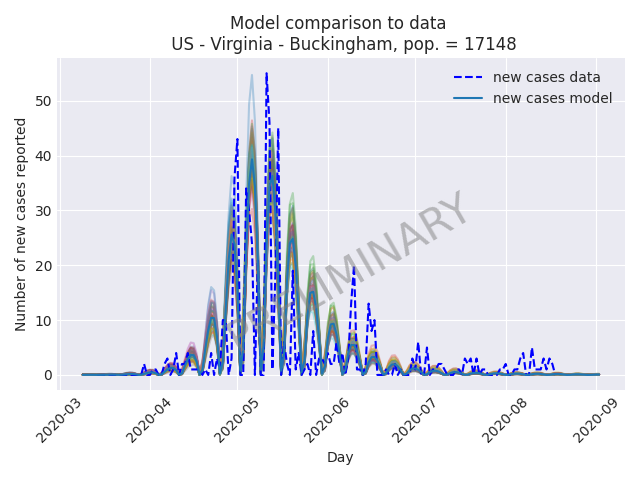 Model comparison to data
US - Virginia - Buckingham, pop. = 17148
new cases data
new cases model
Number of new cases reported
50
40
30
20
10
0
PRELIMINARY
2020-03
2020-04
2020-05
2020-06
2020-07
2020-08
2020-09
Day